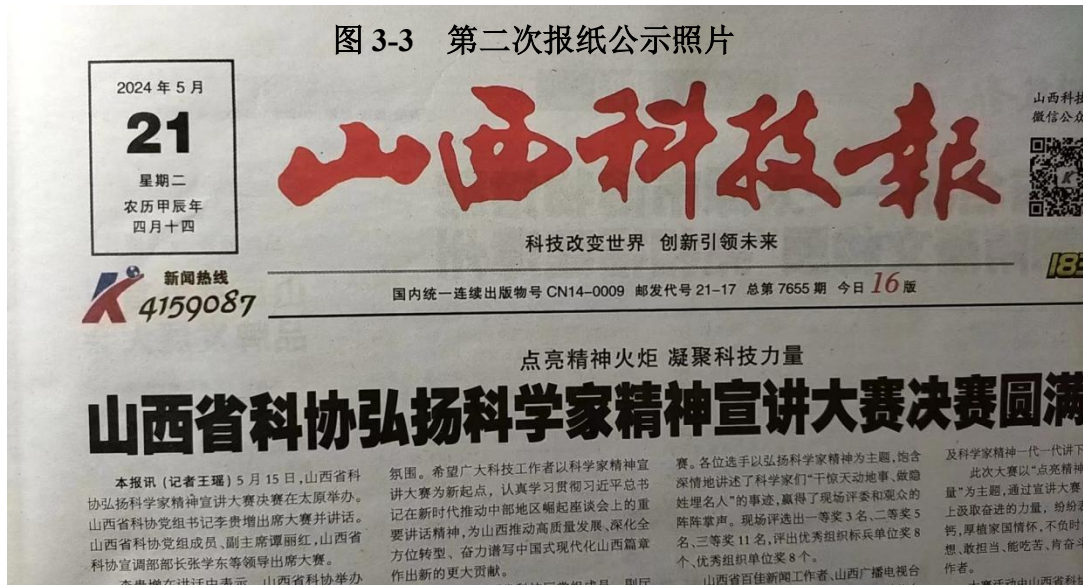 图 3-3 第二次报纸公示照片
2024 年 5 月
21
星期二
农历甲辰年
四月十四
山西科技報
山西科技
微信公众
科技改变世界 创新引领未来
新闻热线
4159087
国内统一连续出版物号 CN14-0009 邮发代号 21-17 总第 7655 期 今日 16 版
183
点亮精神火炬 凝聚科技力量
山西省科协弘扬科学家精神宣讲大赛决赛圆满
本报讯（记者王瑶）5 月 15 日，山西省科
协弘扬科学家精神宣讲大赛决赛在太原举办。
山西省科协党组书记李贵增出席大赛并讲话。
山西省科协党组成员、副主席谭丽红，山西省
科协宣调部部长张学东等领导出席大赛。
李贵增在讲话中表示，山西省科协举办
氛围。希望广大科技工作者以科学家精神宣
讲大赛为新起点，认真学习贯彻习近平总书
记在新时代推动中部地区崛起座谈会上的重
要讲话精神，为山西推动高质量发展、深化全
方位转型、奋力谱写中国式现代化山西篇章
作出新的更大贡献。
赛。各位选手以弘扬科学家精神为主题，饱含
深情地讲述了科学家们“干惊天动地事、做隐
姓埋名人”的事迹，赢得了现场评委和观众的
阵阵掌声。现场评选出一等奖 3 名、二等奖 5
名、三等奖 11 名，评出优秀组织标兵单位奖 8
个、优秀组织单位奖 8 个。
山西省百佳新闻工作者、山西广播电视台
及科学家精神一代一代讲下
此次大赛以“点亮精神
量”为主题，通过宣讲大赛
上汲取奋进的力量，纷纷
钙，厚植家国情怀，不负时
想、敢担当、能吃苦、肯奋斗
作者。